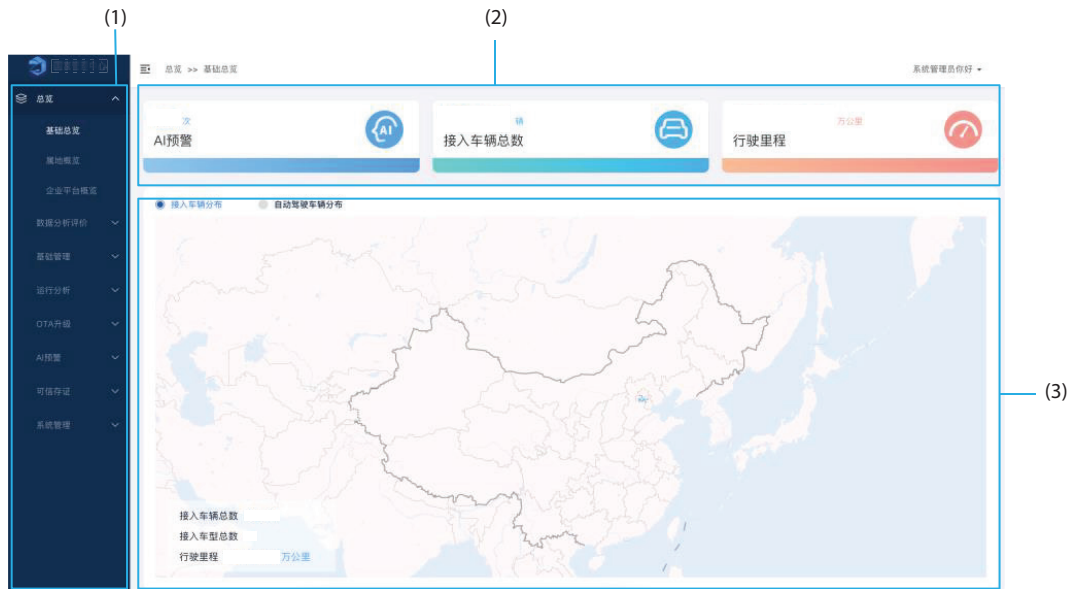 (1)
(2)
总览 >> 基础总览
系统管理员你好
总览
基础总览
属地概览
企业平台概览
数据分析评价
基础管理
运行分析
OTA升级
AI预警
可信存证
系统管理
次
AI预警
AI
辆
接入车辆总数
万公里
行驶里程
接入车辆分布
自动驾驶车辆分布
(3)
接入车辆总数
接入车型总数
行驶里程 万公里